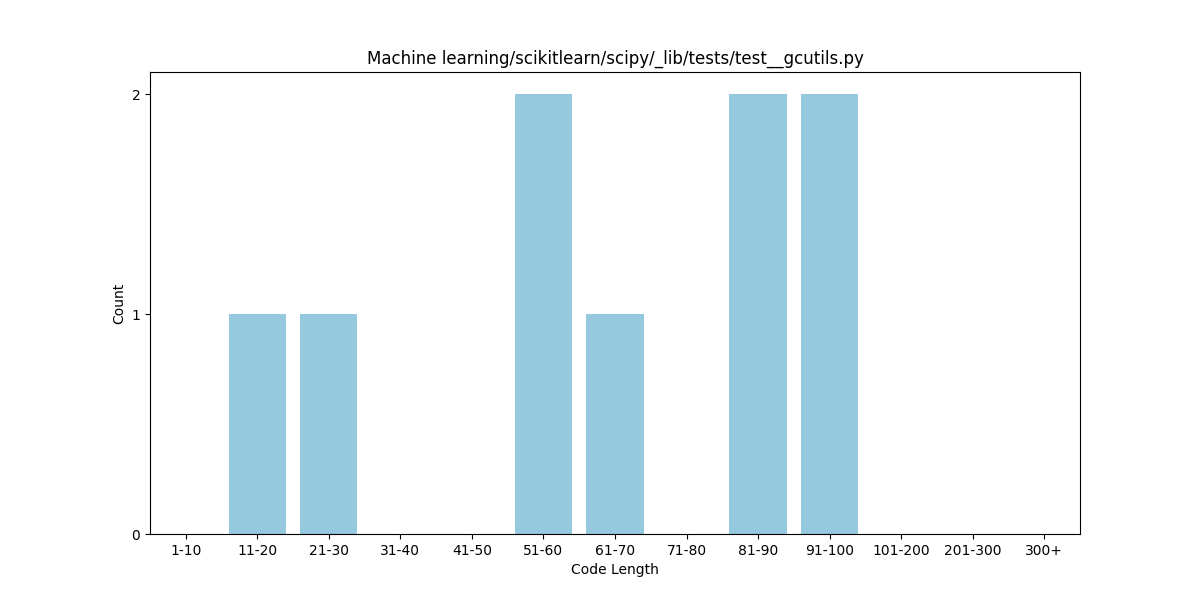 Machine learning/scikitlearn/scipy/_lib/tests/test__gcutils.py
2
1
0
Count
1-10 11-20 21-30 31-40 41-50 51-60 61-70 71-80 81-90 91-100 101-200 201-300 300+
Code Length